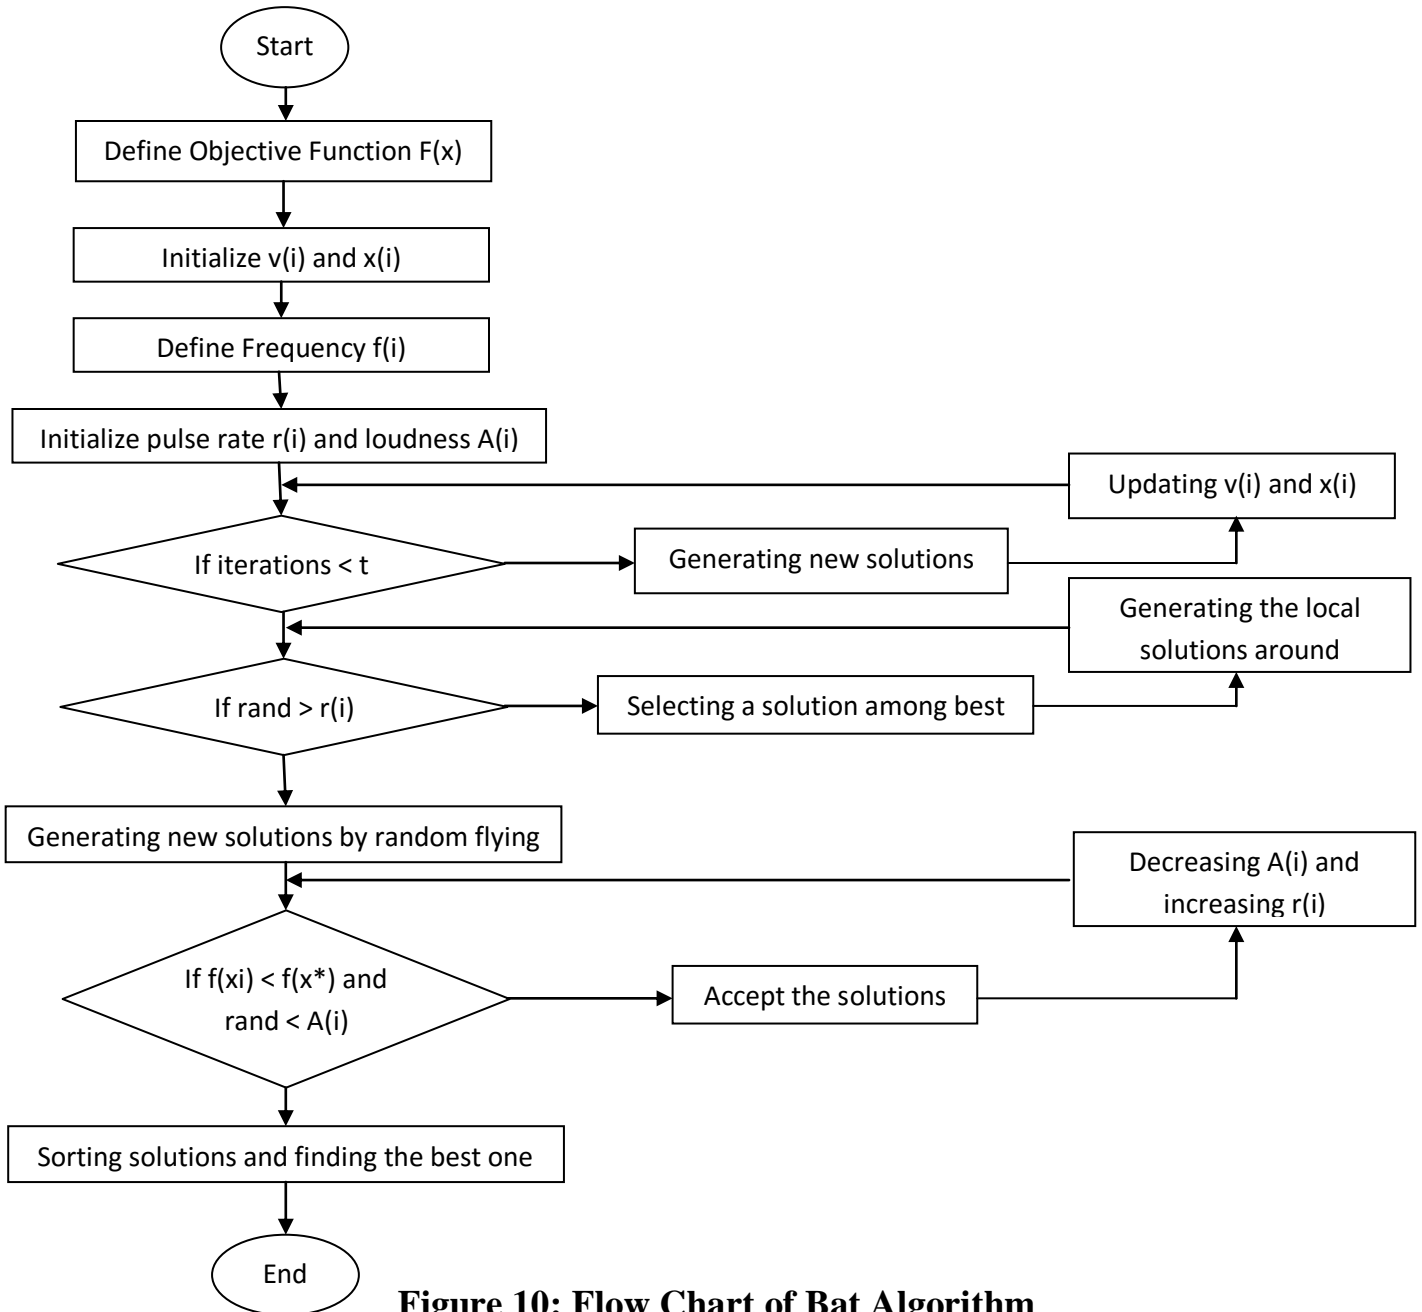 Start
Define Objective Function F(x)
Initialize v(i) and x(i)
Define Frequency f(i)
Initialize pulse rate r(i) and loudness A(i)
Updating v(i) and x(i)
If iterations < t
Generating new solutions
Generating the local
solutions around
If rand > r(i)
Selecting a solution among best
Generating new solutions by random flying
Decreasing A(i) and
increasing r(i)
If f(xi) < f(x*) and
rand < A(i)
Accept the solutions
Sorting solutions and finding the best one
End
Figure 10: Flow Chart of Bat Algorithm